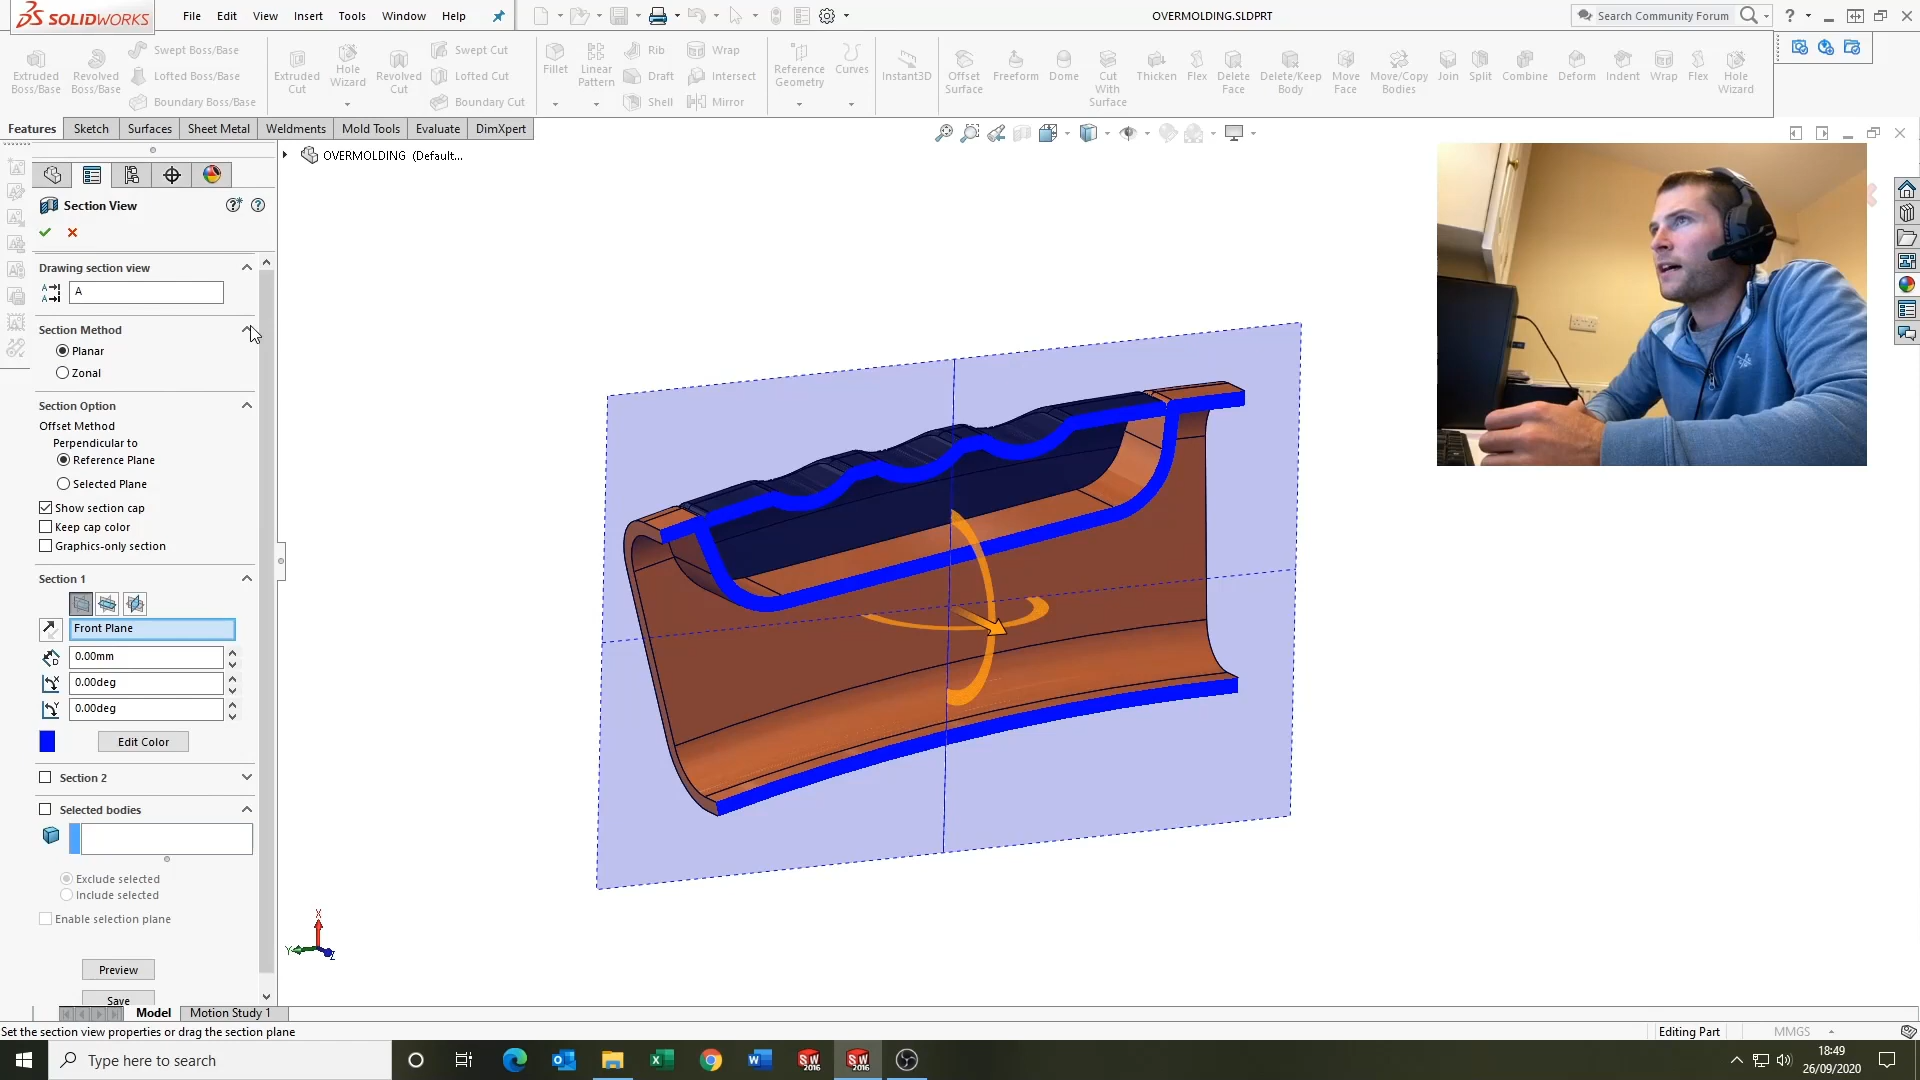 SOLIDWORKS File Edit View Insert Tools Window Help OVERMOLDING.SLDPRT Search Community Forum
Extruded Boss/Base
Revolved Boss/Base
Swept Boss/Base
Lofted Boss/Base
Boundary Boss/Base
Extruded Cut
Hole Wizard
Revolved Cut
Swept Cut
Lofted Cut
Boundary Cut
Fillet
Linear Pattern
Rib
Draft
Shell
Wrap
Intersect
Mirror
Reference Geometry
Curves
Instant3D
Offset Surface
Freeform
Dome
Cut With Surface
Thicken
Flex
Delete Face
Delete/Keep Body
Move Face
Move/Copy Bodies
Join
Split
Combine
Deform
Indent
Wrap
Flex
Hole Wizard
Features Sketch Surfaces Sheet Metal Weldments Mold Tools Evaluate DimXpert
OVERMOLDING (Default...
Section View
Drawing section view
A
Section Method
Planar
Zonal
Section Option
Offset Method
Perpendicular to
Reference Plane
Selected Plane
Show section cap
Keep cap color
Graphics-only section
Section 1
Front Plane
0.00mm
0.00deg
0.00deg
Edit Color
Section 2
Selected bodies
Exclude selected
Include selected
Enable selection plane
Preview
Save
X
Y
Z
Model Motion Study 1
Set the section view properties or drag the section plane
Editing Part MMGS
Type here to search
SW 2016
SW 2016
18:49
26/09/2020